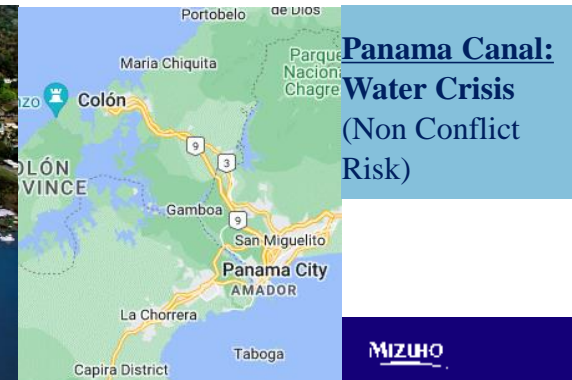 Portobelo
de Dios
Maria Chiquita
Parque
Nacion
Chagre
Colón
9
3
OLÓN
VINCE
Gamboa
9
San Miguelito
Panama City
AMADOR
La Chorrera
Taboga
Capira District
Panama Canal:
Water Crisis
(Non Conflict
Risk)
MIZUHO